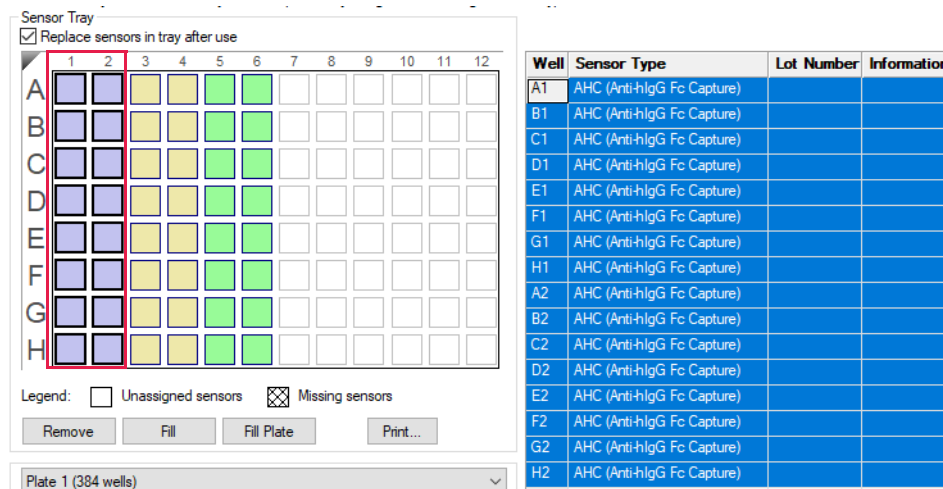 Sensor Tray
Replace sensors in tray after use
1 2 3 4 5 6 7 8 9 10 11 12
A
B
C
D
E
F
G
H
Legend: Unassigned sensors Missing sensors
Remove Fill Fill Plate Print...
Plate 1 (384 wells)
Well Sensor Type Lot Number Information
A1 AHC (Anti-hIgG Fc Capture)
B1 AHC (Anti-hIgG Fc Capture)
C1 AHC (Anti-hIgG Fc Capture)
D1 AHC (Anti-hIgG Fc Capture)
E1 AHC (Anti-hIgG Fc Capture)
F1 AHC (Anti-hIgG Fc Capture)
G1 AHC (Anti-hIgG Fc Capture)
H1 AHC (Anti-hIgG Fc Capture)
A2 AHC (Anti-hIgG Fc Capture)
B2 AHC (Anti-hIgG Fc Capture)
C2 AHC (Anti-hIgG Fc Capture)
D2 AHC (Anti-hIgG Fc Capture)
E2 AHC (Anti-hIgG Fc Capture)
F2 AHC (Anti-hIgG Fc Capture)
G2 AHC (Anti-hIgG Fc Capture)
H2 AHC (Anti-hIgG Fc Capture)